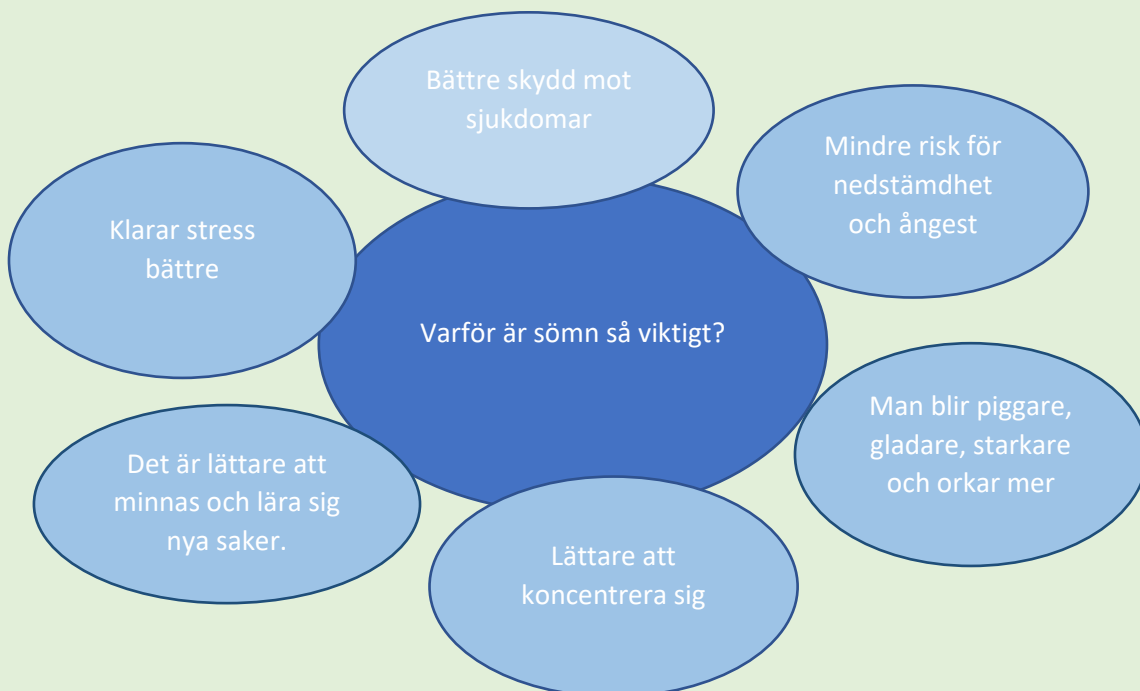 Bättre skydd mot
sjukdomar
Mindre risk för
nedstämdhet
och ångest
Klarar stress
bättre
Varför är sömn så viktigt?
Man blir piggare,
gladare, starkare
och orkar mer
Det är lättare att
minnas och lära sig
nya saker.
Lättare att
koncentrera sig